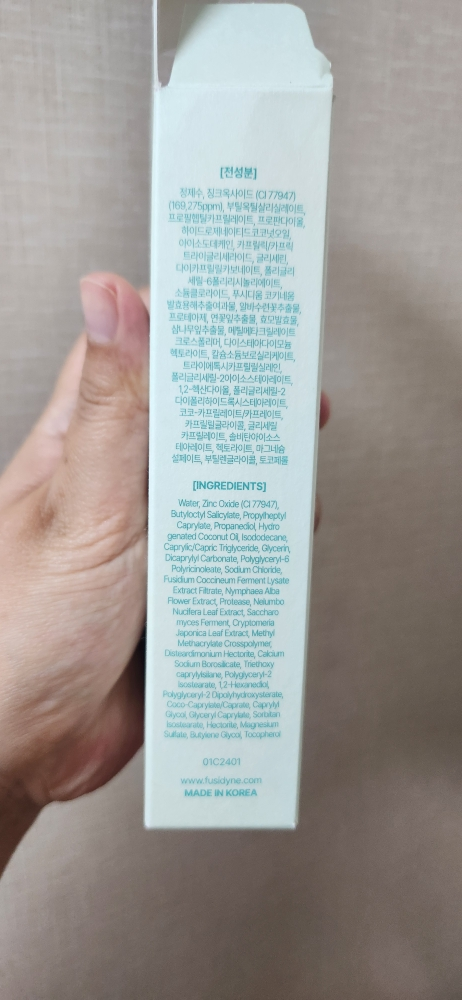 [전성분]
정제수, 징크옥사이드 (CI 77947)
(169,275ppm), 부틸옥틸살리실레이트,
프로필헵틸카프릴레이트, 프로판다이올,
하이드로제네이티드코코넛오일,
아이소도데케인, 카프릴릭/카프릭
트라이글리세라이드, 글리세린,
다이카프릴릴카보네이트, 폴리글리
세릴-6폴리리시놀리에이트,
소듐클로라이드, 푸시디움 코키네움
발효용해추출여과물, 알바수련꽃추출물,
프로테아제, 연꽃잎추출물, 효모발효물,
삼나무잎추출물, 메틸메타크릴레이트
크로스폴리머, 다이스테아다이모늄
헥토라이트, 칼슘소듐보로실리케이트,
트라이에톡시카프릴릴실레인,
폴리글리세릴-2아이소스테아레이트,
1,2-헥산다이올, 폴리글리세릴-2
다이폴리하이드록시스테아레이트,
코코-카프릴레이트/카프레이트,
카프릴릴글라이콜, 글리세릴
카프릴레이트, 솔비탄아이소스
테아레이트, 헥토라이트, 마그네슘
설페이트, 부틸렌글라이콜, 토코페롤
[INGREDIENTS]
Water, Zinc Oxide (CI 77947),
Butyloctyl Salicylate, Propylheptyl
Caprylate, Propanediol, Hydro
genated Coconut Oil, Isododecane,
Caprylic/Capric Triglyceride, Glycerin,
Dicaprylyl Carbonate, Polyglyceryl-6
Polyricinoleate, Sodium Chloride,
Fusidium Coccineum Ferment Lysate
Extract Filtrate, Nymphaea Alba
Flower Extract, Protease, Nelumbo
Nucifera Leaf Extract, Saccharo
myces Ferment, Cryptomeria
Japonica Leaf Extract, Methyl
Methacrylate Crosspolymer,
Disteardimonium Hectorite, Calcium
Sodium Borosilicate, Triethoxy
caprylylsilane, Polyglyceryl-2
Isostearate, 1,2-Hexanediol,
Polyglyceryl-2 Dipolyhydroxysterate,
Coco-Caprylate/Caprate, Caprylyl
Glycol, Glyceryl Caprylate, Sorbitan
Isostearate, Hectorite, Magnesium
Sulfate, Butylene Glycol, Tocopherol
01C2401
www.fusidyne.com
MADE IN KOREA